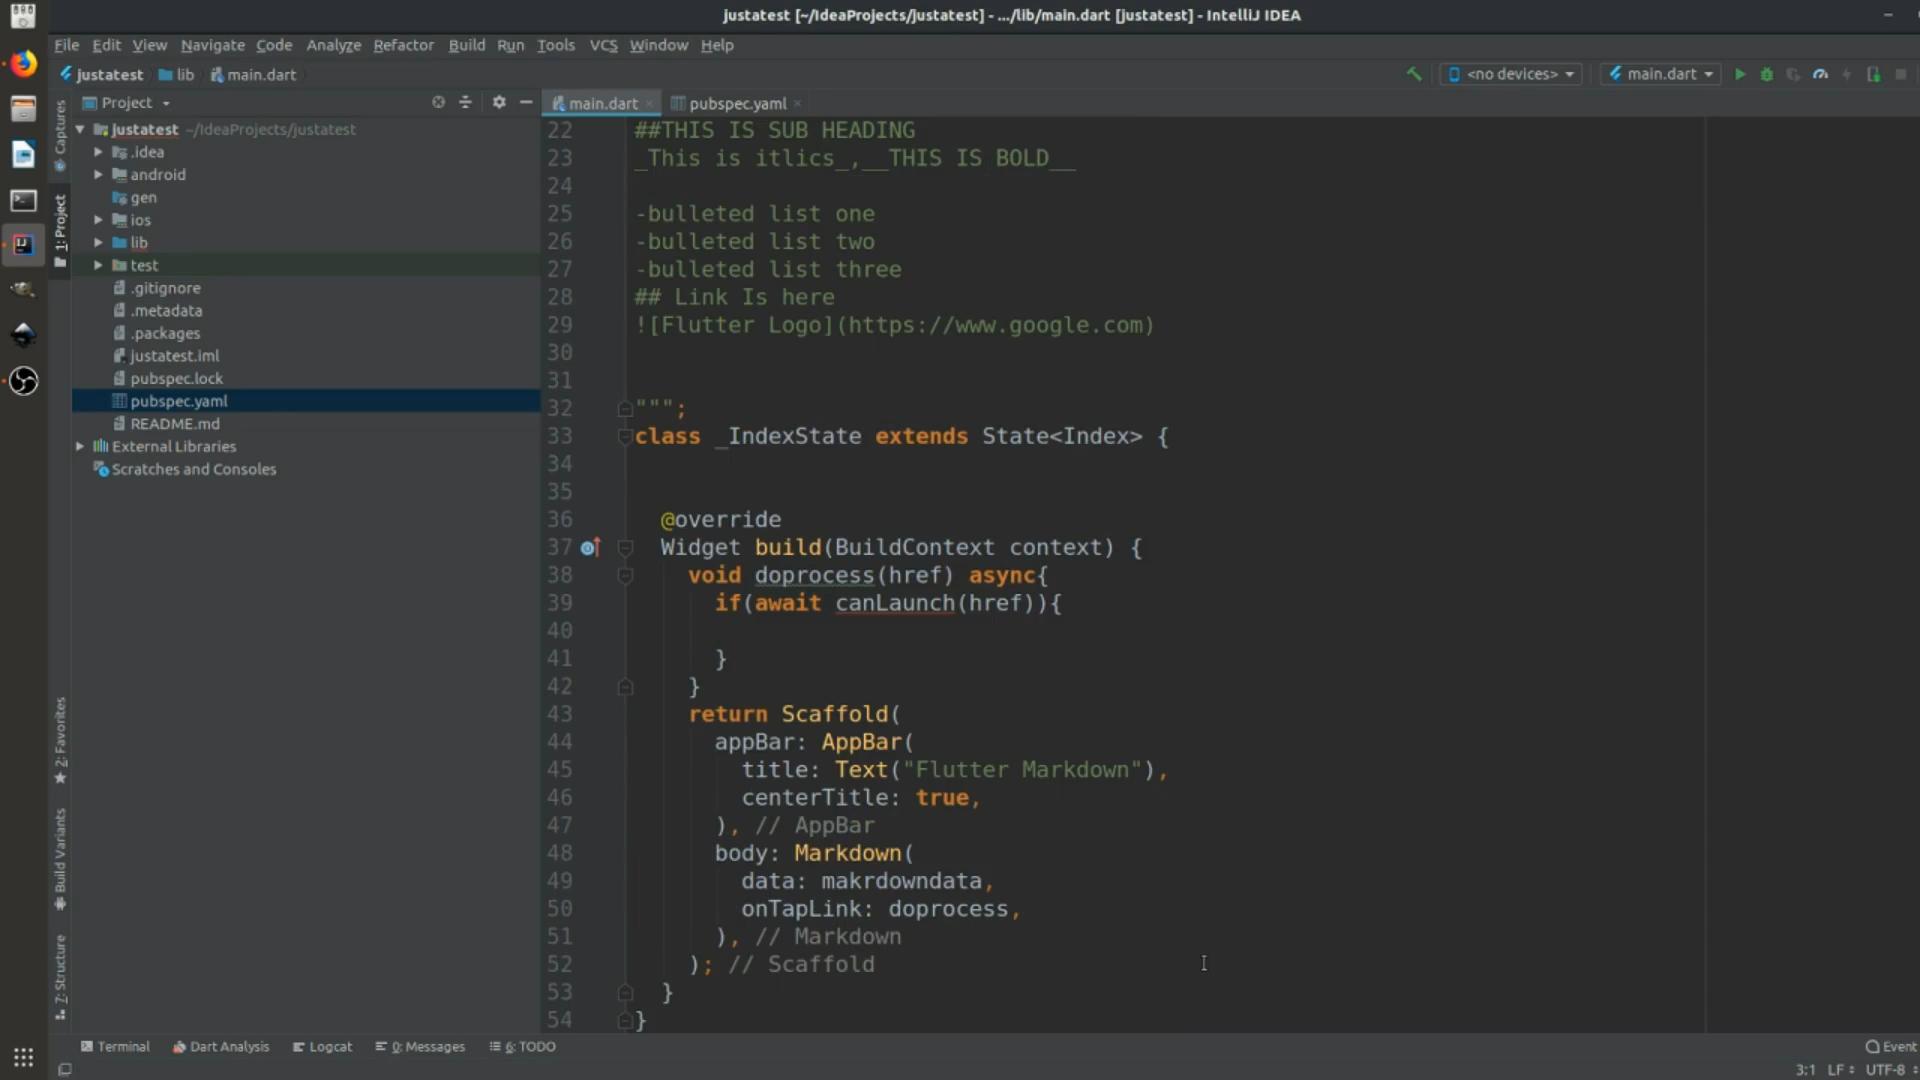 justatest [~/IdeaProjects/justatest] - .../lib/main.dart [justatest] - IntelliJ IDEA
File Edit View Navigate Code Analyze Refactor Build Run Tools VCS Window Help
justatest lib main.dart <no devices> main.dart
Project main.dart pubspec.yaml
Captures
1: Project
2: Favorites
Build Variants
7: Structure
justatest ~/IdeaProjects/justatest
.idea
android
gen
ios
lib
test
.gitignore
.metadata
.packages
justatest.iml
pubspec.lock
pubspec.yaml
README.md
External Libraries
Scratches and Consoles
22 ##THIS IS SUB HEADING
23 _This is itlics_,__THIS IS BOLD__
24
25 -bulleted list one
26 -bulleted list two
27 -bulleted list three
28 ## Link Is here
29 ![Flutter Logo](https://www.google.com)
30
31
32 """;
33 class _IndexState extends State<Index> {
34
35
36 @override
37 Widget build(BuildContext context) {
38 void doprocess(href) async{
39 if(await canLaunch(href)){
40
41 }
42 }
43 return Scaffold(
44 appBar: AppBar(
45 title: Text("Flutter Markdown"),
46 centerTitle: true,
47 ), // AppBar
48 body: Markdown(
49 data: makrdowndata,
50 onTapLink: doprocess,
51 ), // Markdown
52 ); // Scaffold
53 }
54 }
Terminal Dart Analysis Logcat 0: Messages 6: TODO Event
3:1 LF UTF-8